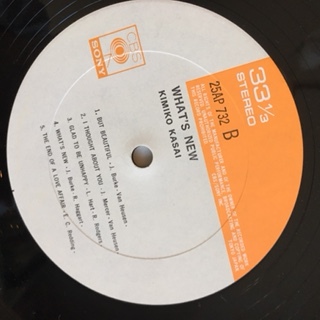 CBS
SONY
33 1/3
STEREO
25AP 732 B
WHAT'S NEW
KIMIKO KASAI
1. BUT BEAUTIFUL - J. Burke - Van Heusen
2. I THOUGHT ABOUT YOU - J. Mercer - Van Heusen
3. GLAD TO BE UNHAPPY - L. Hart - R. Rodgers
4. WHAT'S NEW - J. Burke - R. Haggart
5. THE END OF A LOVE AFFAIR - E. C. Redding